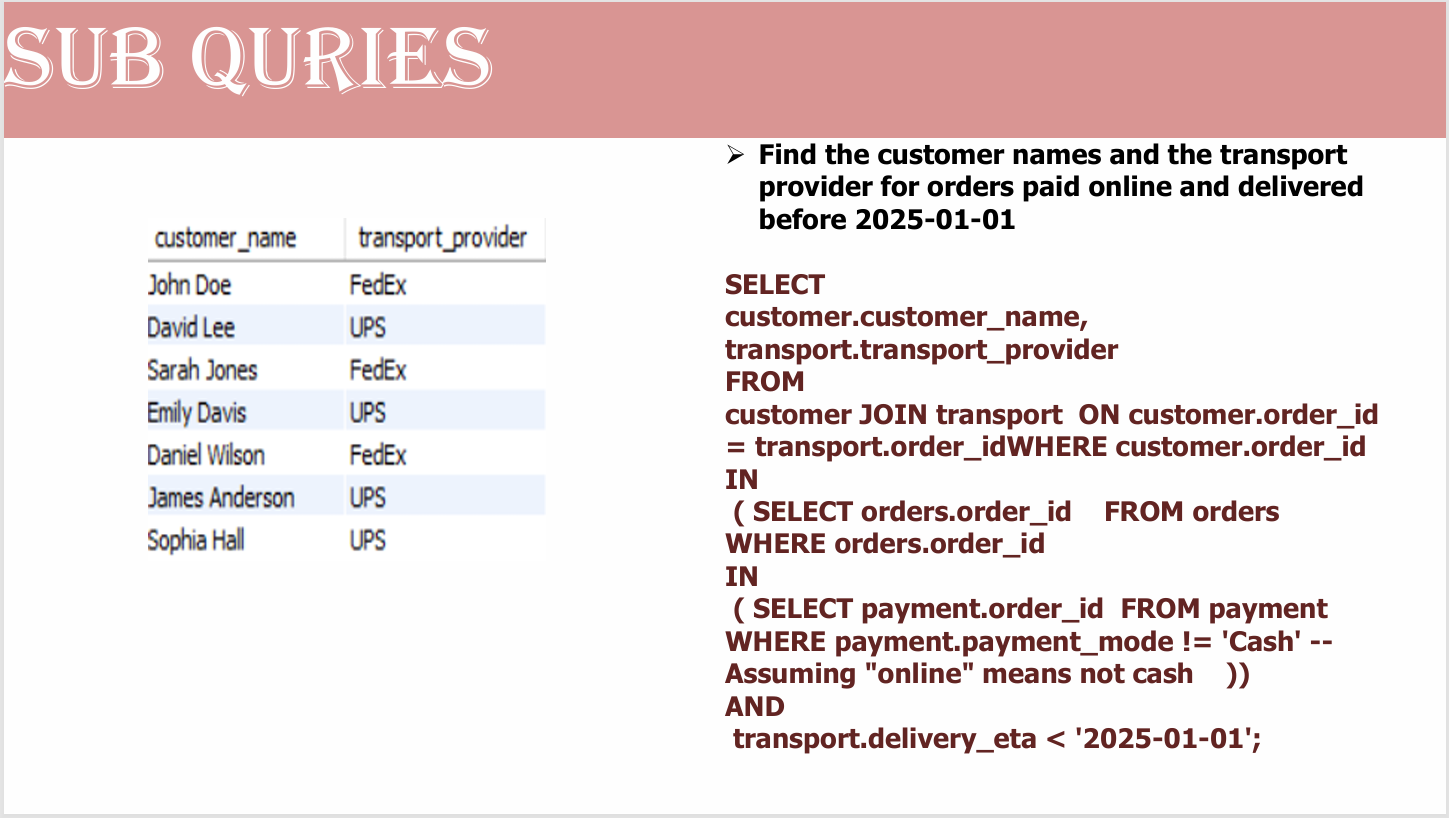 SUB QURIES
customer_name transport_provider
John Doe FedEx
David Lee UPS
Sarah Jones FedEx
Emily Davis UPS
Daniel Wilson FedEx
James Anderson UPS
Sophia Hall UPS
➢ Find the customer names and the transport
provider for orders paid online and delivered
before 2025-01-01
SELECT
customer.customer_name,
transport.transport_provider
FROM
customer JOIN transport  ON customer.order_id
= transport.order_idWHERE customer.order_id
IN
( SELECT orders.order_id    FROM orders
WHERE orders.order_id
IN
( SELECT payment.order_id  FROM payment
WHERE payment.payment_mode != 'Cash' --
Assuming "online" means not cash    ))
AND
transport.delivery_eta < '2025-01-01';